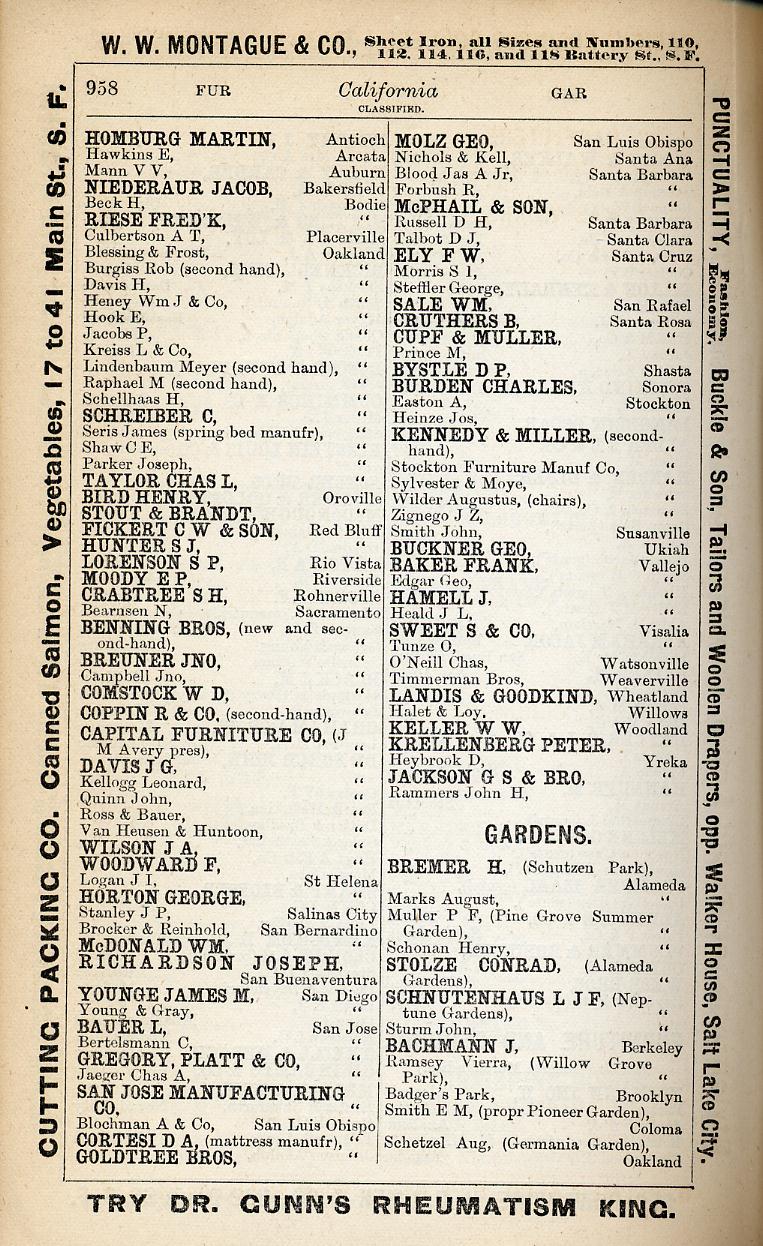 W. W. MONTAGUE & CO., Sheet Iron, all Sizes and Numbers, 110,
112, 114, 116, and 118 Battery St., S. F.
958 FUR California GAR
CLASSIFIED.
HOMBURG MARTIN, Antioch
Hawkins E, Arcata
Mann V V, Auburn
NIEDERAUR JACOB, Bakersfield
Beck H, Bodie
RIESE FRED'K, "
Culbertson A T, Placerville
Blessing & Frost, Oakland
Burgiss Rob (second hand), "
Davis H, "
Heney Wm J & Co, "
Hook E, "
Jacobs P, "
Kreiss L & Co, "
Lindenbaum Meyer (second hand), "
Raphael M (second hand), "
Schellhaas H, "
SCHREIBER C, "
Seris James (spring bed manufr), "
Shaw C E, "
Parker Joseph, "
TAYLOR CHAS L, "
BIRD HENRY, Oroville
STOUT & BRANDT, "
FICKERT C W & SON, Red Bluff
HUNTER S J, "
LORENSON S P, Rio Vista
MOODY E P, Riverside
CRABTREE S H, Rohnerville
Bearnsen N, Sacramento
BENNING BROS, (new and sec-
ond-hand), "
BREUNER JNO, "
Campbell Jno, "
COMSTOCK W D, "
COPPIN R & CO, (second-hand), "
CAPITAL FURNITURE CO, (J
M Avery pres), "
DAVIS J G, "
Kellogg Leonard, "
Quinn John, "
Ross & Bauer, "
Van Heusen & Huntoon, "
WILSON J A, "
WOODWARD F, "
Logan J I, St Helena
HORTON GEORGE, "
Stanley J P, Salinas City
Brocker & Reinhold, San Bernardino
McDONALD WM, "
RICHARDSON JOSEPH,
San Buenaventura
YOUNGE JAMES M, San Diego
Young & Gray, "
BAUER L, San Jose
Bertelsmann C, "
GREGORY, PLATT & CO, "
Jaeger Chas A, "
SAN JOSE MANUFACTURING
CO, "
Blochman A & Co, San Luis Obispo
CORTESI D A, (mattress manufr), "
GOLDTREE BROS, "
MOLZ GEO, San Luis Obispo
Nichols & Kell, Santa Ana
Blood Jas A Jr, Santa Barbara
Forbush R, "
McPHAIL & SON, "
Russell D H, Santa Barbara
Talbot D J, Santa Clara
ELY F W, Santa Cruz
Morris S I, "
Steffler George, "
SALE WM, San Rafael
CRUTHERS B, Santa Rosa
CUPF & MULLER, "
Prince M, "
BYSTLE D P, Shasta
BURDEN CHARLES, Sonora
Easton A, Stockton
Heinze Jos, "
KENNEDY & MILLER, (second-
hand), "
Stockton Furniture Manuf Co, "
Sylvester & Moye, "
Wilder Augustus, (chairs), "
Zignego J Z, "
Smith John, Susanville
BUCKNER GEO, Ukiah
BAKER FRANK, Vallejo
Edgar Geo, "
HAMELL J, "
Heald J L, "
SWEET S & CO, Visalia
Tunze O, "
O'Neill Chas, Watsonville
Timmerman Bros, Weaverville
LANDIS & GOODKIND, Wheatland
Halet & Loy, Willows
KELLER W W, Woodland
KRELLENBERG PETER, "
Heybrook D, Yreka
JACKSON G S & BRO, "
Rammers John H, "
GARDENS.
BREMER H, (Schutzen Park),
Alameda
Marks August, "
Muller P F, (Pine Grove Summer
Garden), "
Schonan Henry, "
STOLZE CONRAD, (Alameda
Gardens), "
SCHNUTENHAUS L J F, (Nep-
tune Gardens), "
Sturm John, "
BACHMANN J, Berkeley
Ramsey Vierra, (Willow Grove
Park), "
Badger's Park, Brooklyn
Smith E M, (propr Pioneer Garden),
Coloma
Schetzel Aug, (Germania Garden),
Oakland
CUTTING PACKING CO. Canned Salmon, Vegetables, 17 to 41 Main St., S. F.
PUNCTUALITY, Fashion, Economy. Buckle & Son, Tailors and Woolen Drapers, opp. Walker House, Salt Lake City.
TRY DR. GUNN'S RHEUMATISM KING.